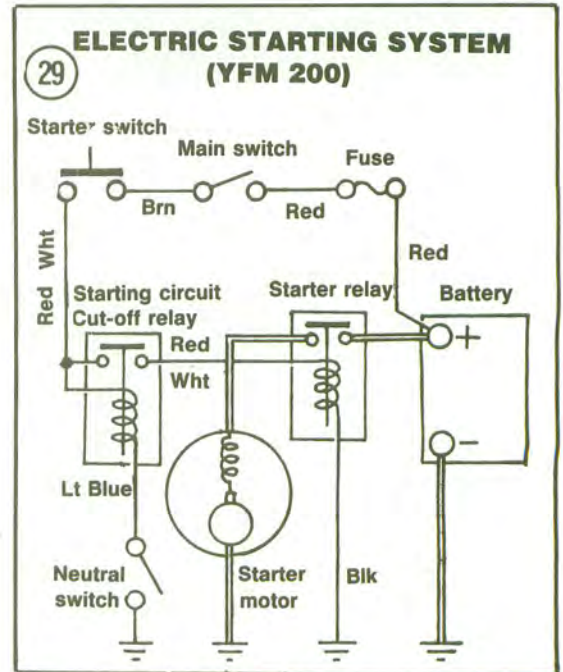 ELECTRIC STARTING SYSTEM
29
(YFM 200)
Starter switch
Main switch
Fuse
Brn
Red
Red Wht
Red
Starting circuit
Cut-off relay
Starter relay
Battery
Red
Wht
+
−
Lt Blue
Neutral
switch
Starter
motor
Blk